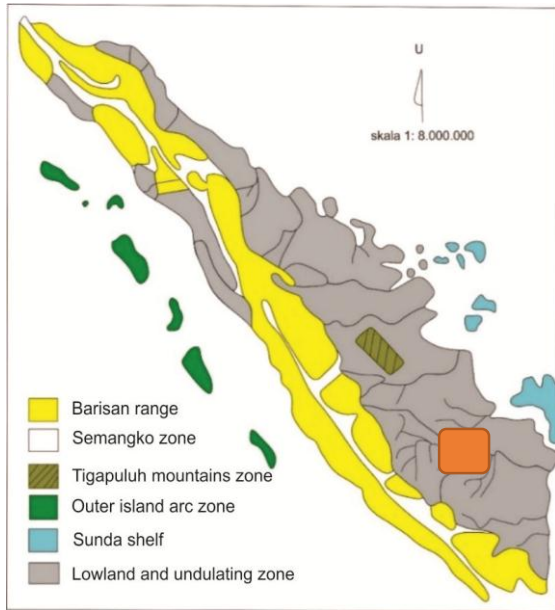 U
skala 1: 8.000.000
Barisan range
Semangko zone
Tigapuluh mountains zone
Outer island arc zone
Sunda shelf
Lowland and undulating zone